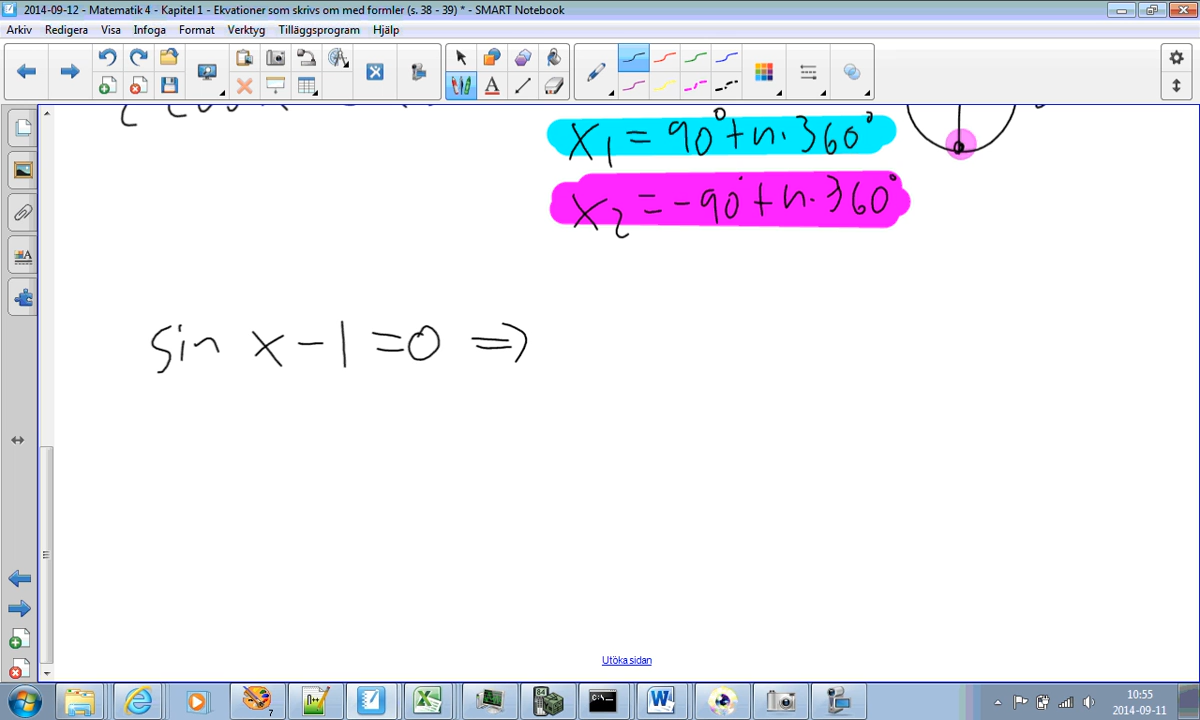 2014-09-12 - Matematik 4 - Kapitel 1 - Ekvationer som skrivs om med formler (s. 38 - 39) * - SMART Notebook
Arkiv Redigera Visa Infoga Format Verktyg Tilläggsprogram Hjälp
x₁ = 90° + n · 360°
x₂ = -90° + n · 360°
sin x - 1 = 0 ⇒
Utöka sidan
10:55
2014-09-11